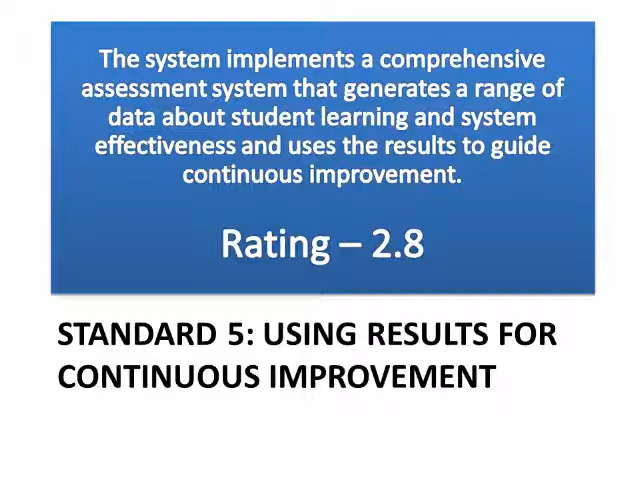 The system implements a comprehensive
assessment system that generates a range of
data about student learning and system
effectiveness and uses the results to guide
continuous improvement.
Rating – 2.8
STANDARD 5: USING RESULTS FOR
CONTINUOUS IMPROVEMENT